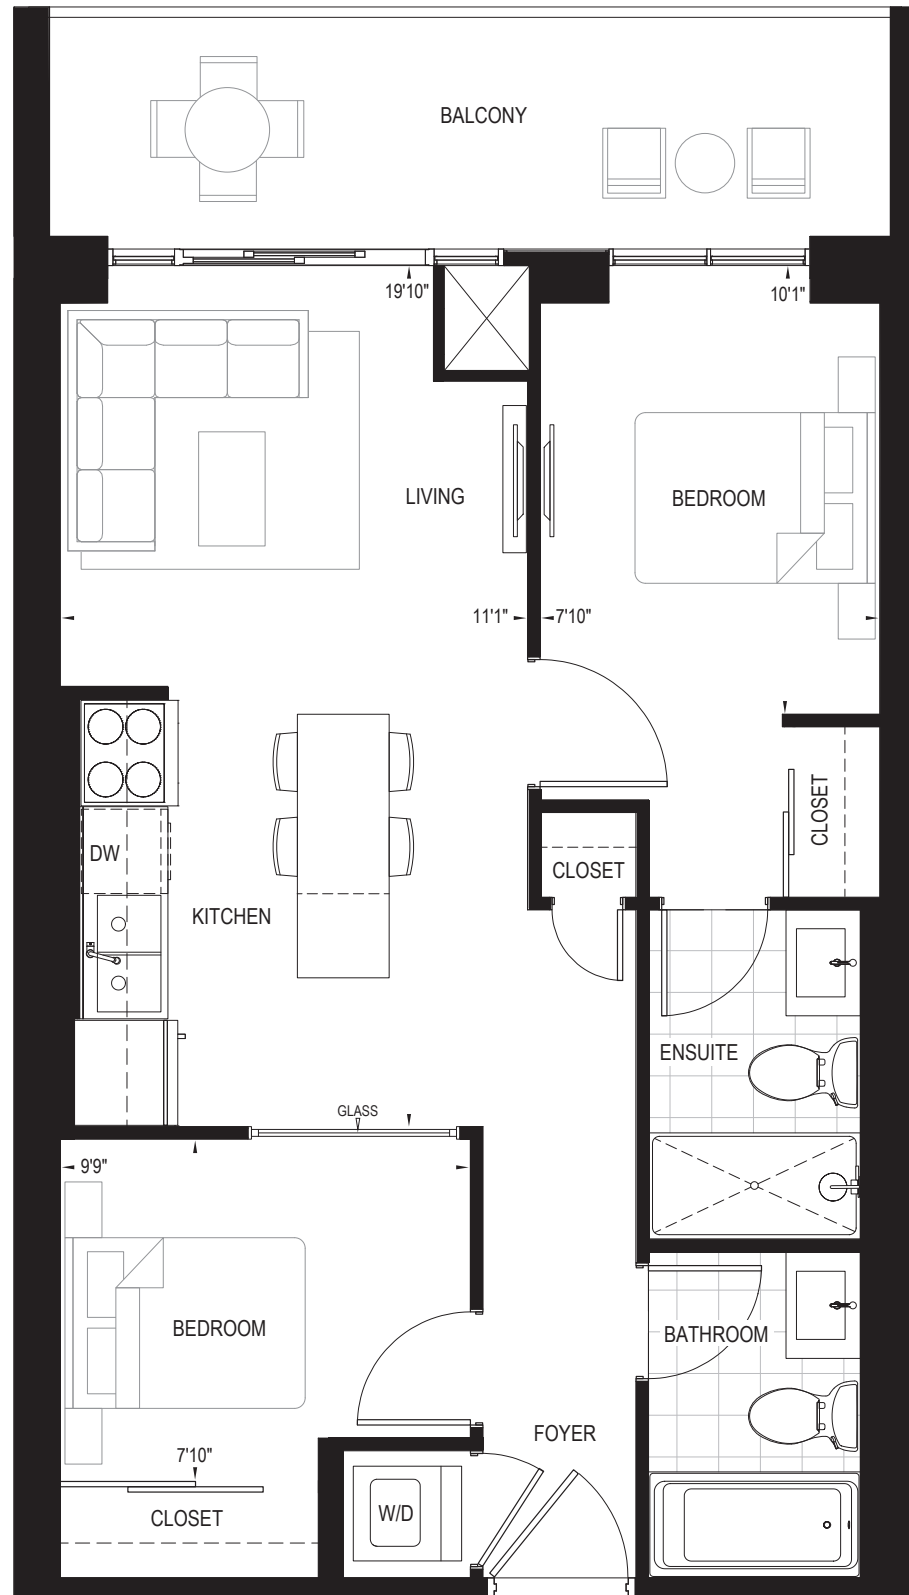 BALCONY
19'10"
10'1"
LIVING
BEDROOM
11'1"
7'10"
CLOSET
DW
CLOSET
KITCHEN
ENSUITE
GLASS
9'9"
BEDROOM
BATHROOM
FOYER
7'10"
W/D
CLOSET